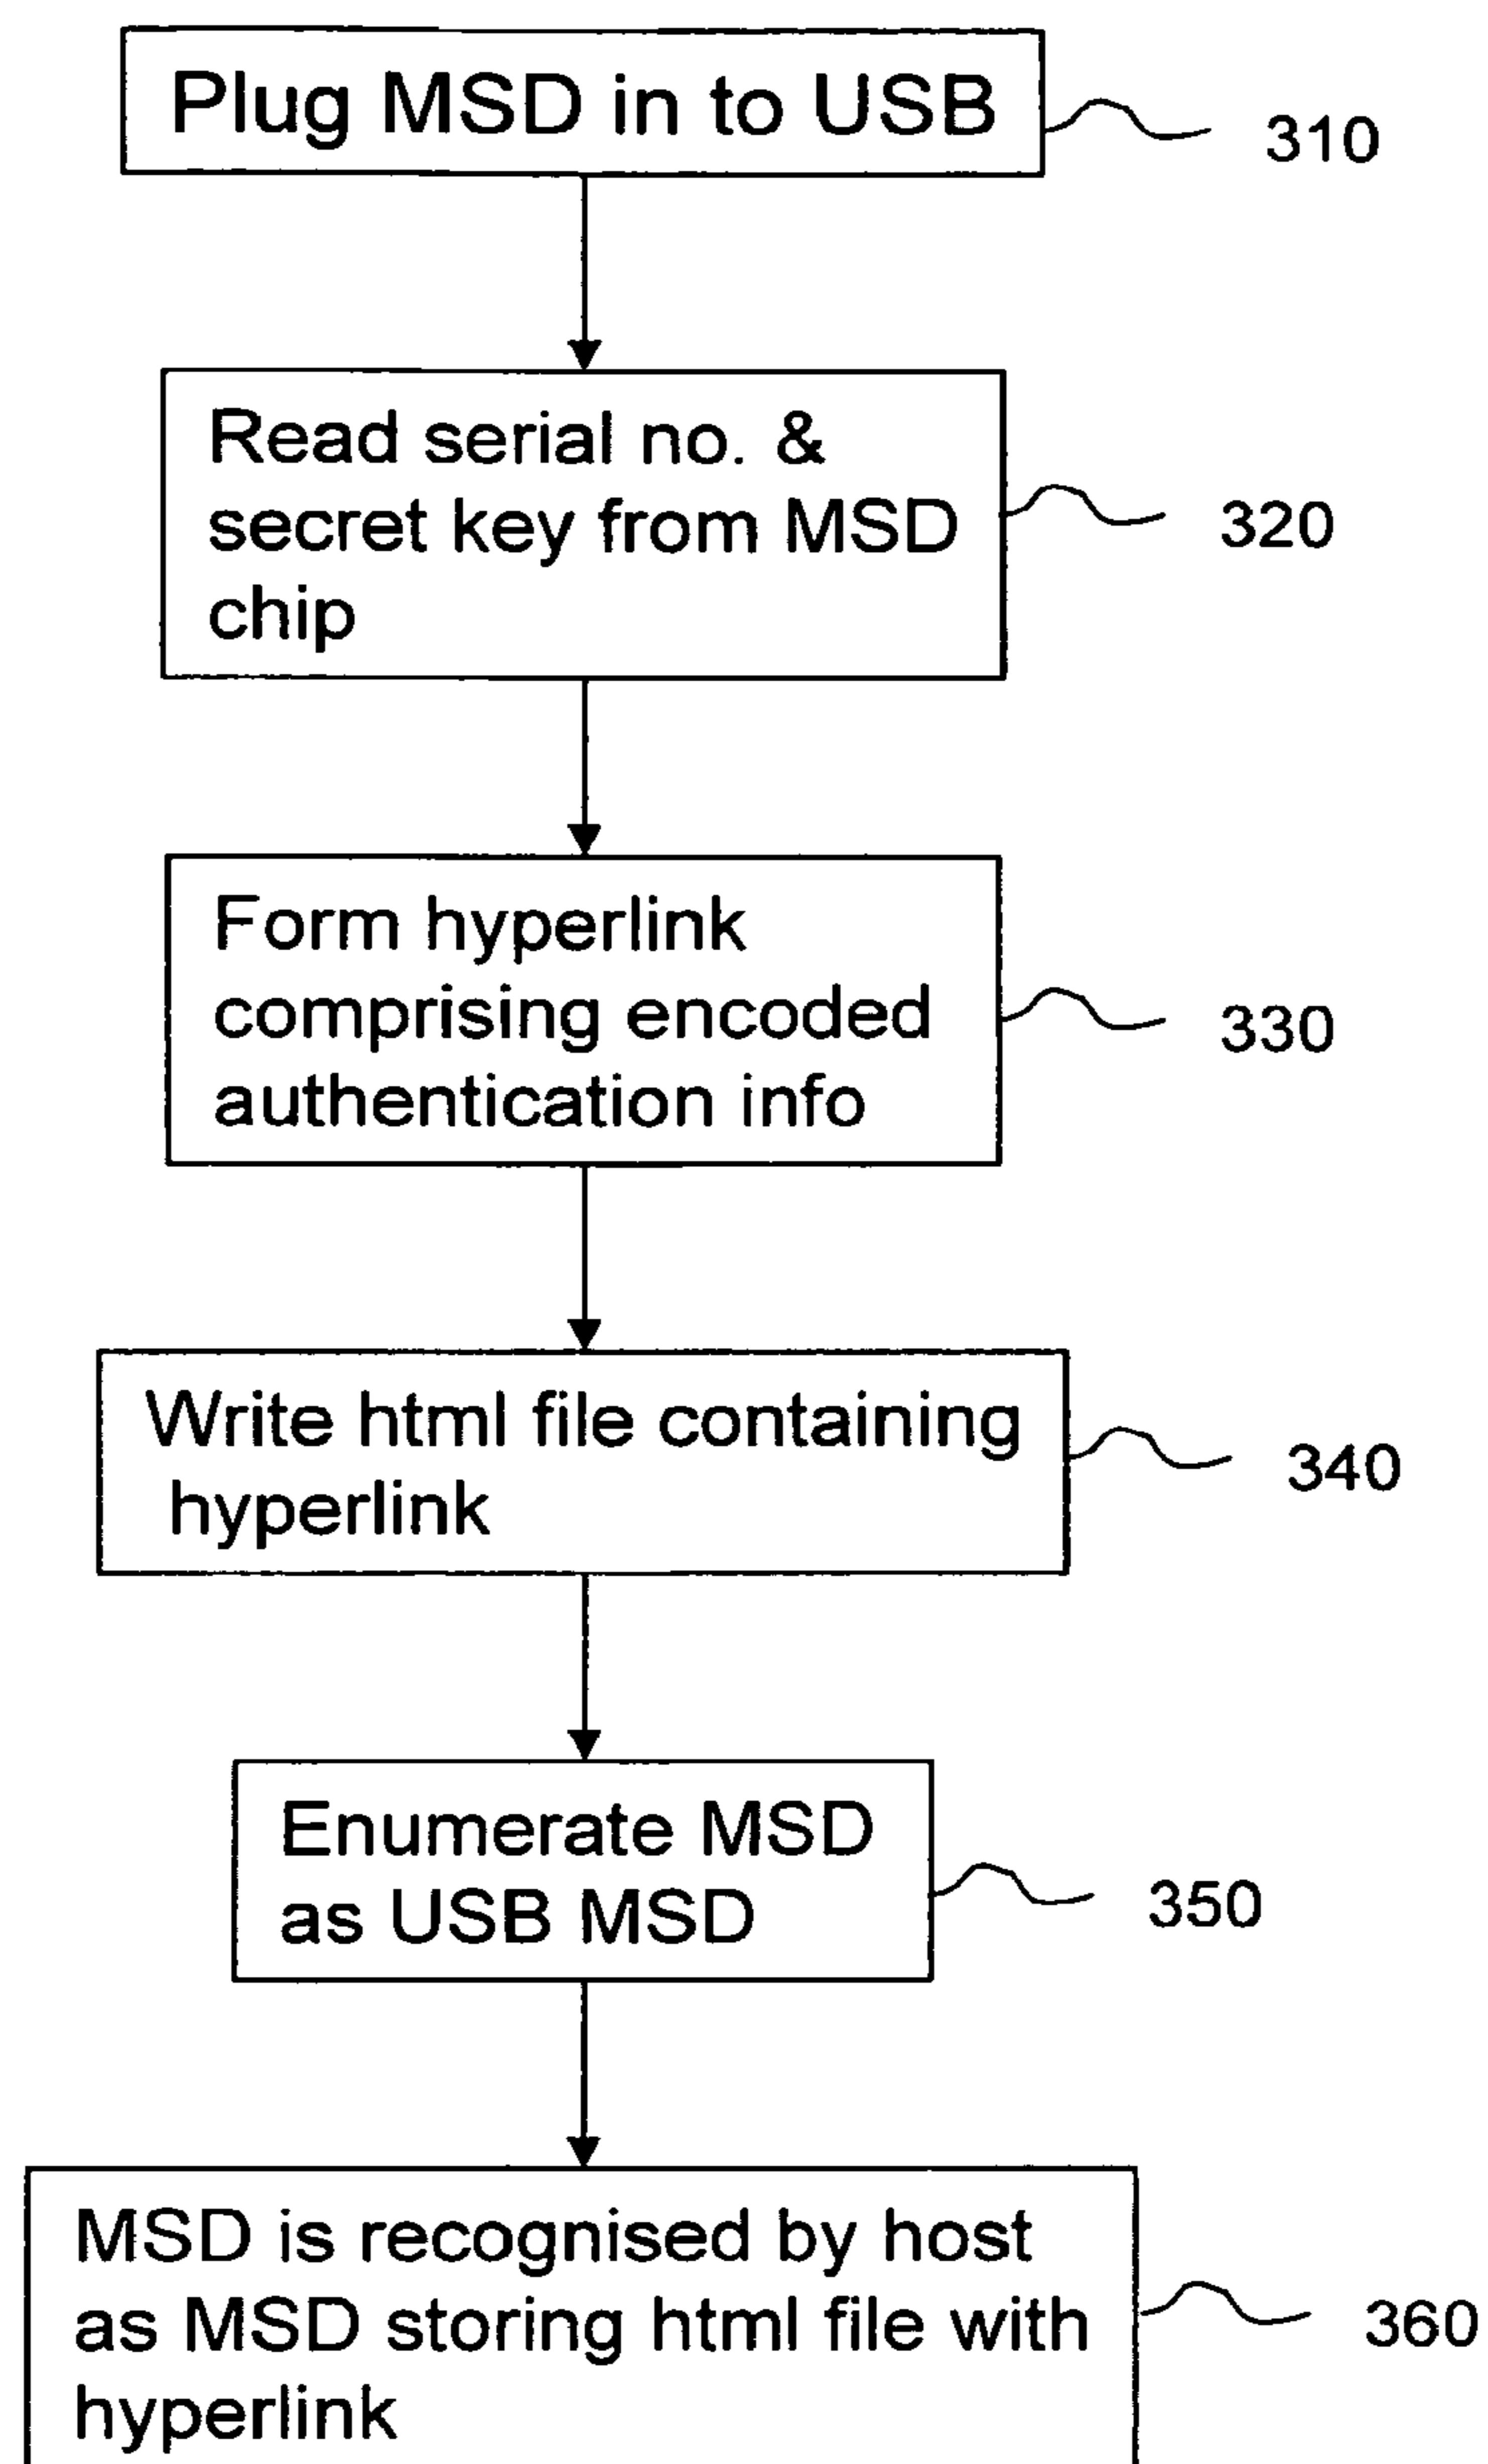 Plug MSD in to USB
310
Read serial no. &
secret key from MSD
chip
320
Form hyperlink
comprising encoded
authentication info
330
Write html file containing
hyperlink
340
Enumerate MSD
as USB MSD
350
MSD is recognised by host
as MSD storing html file with
hyperlink
360